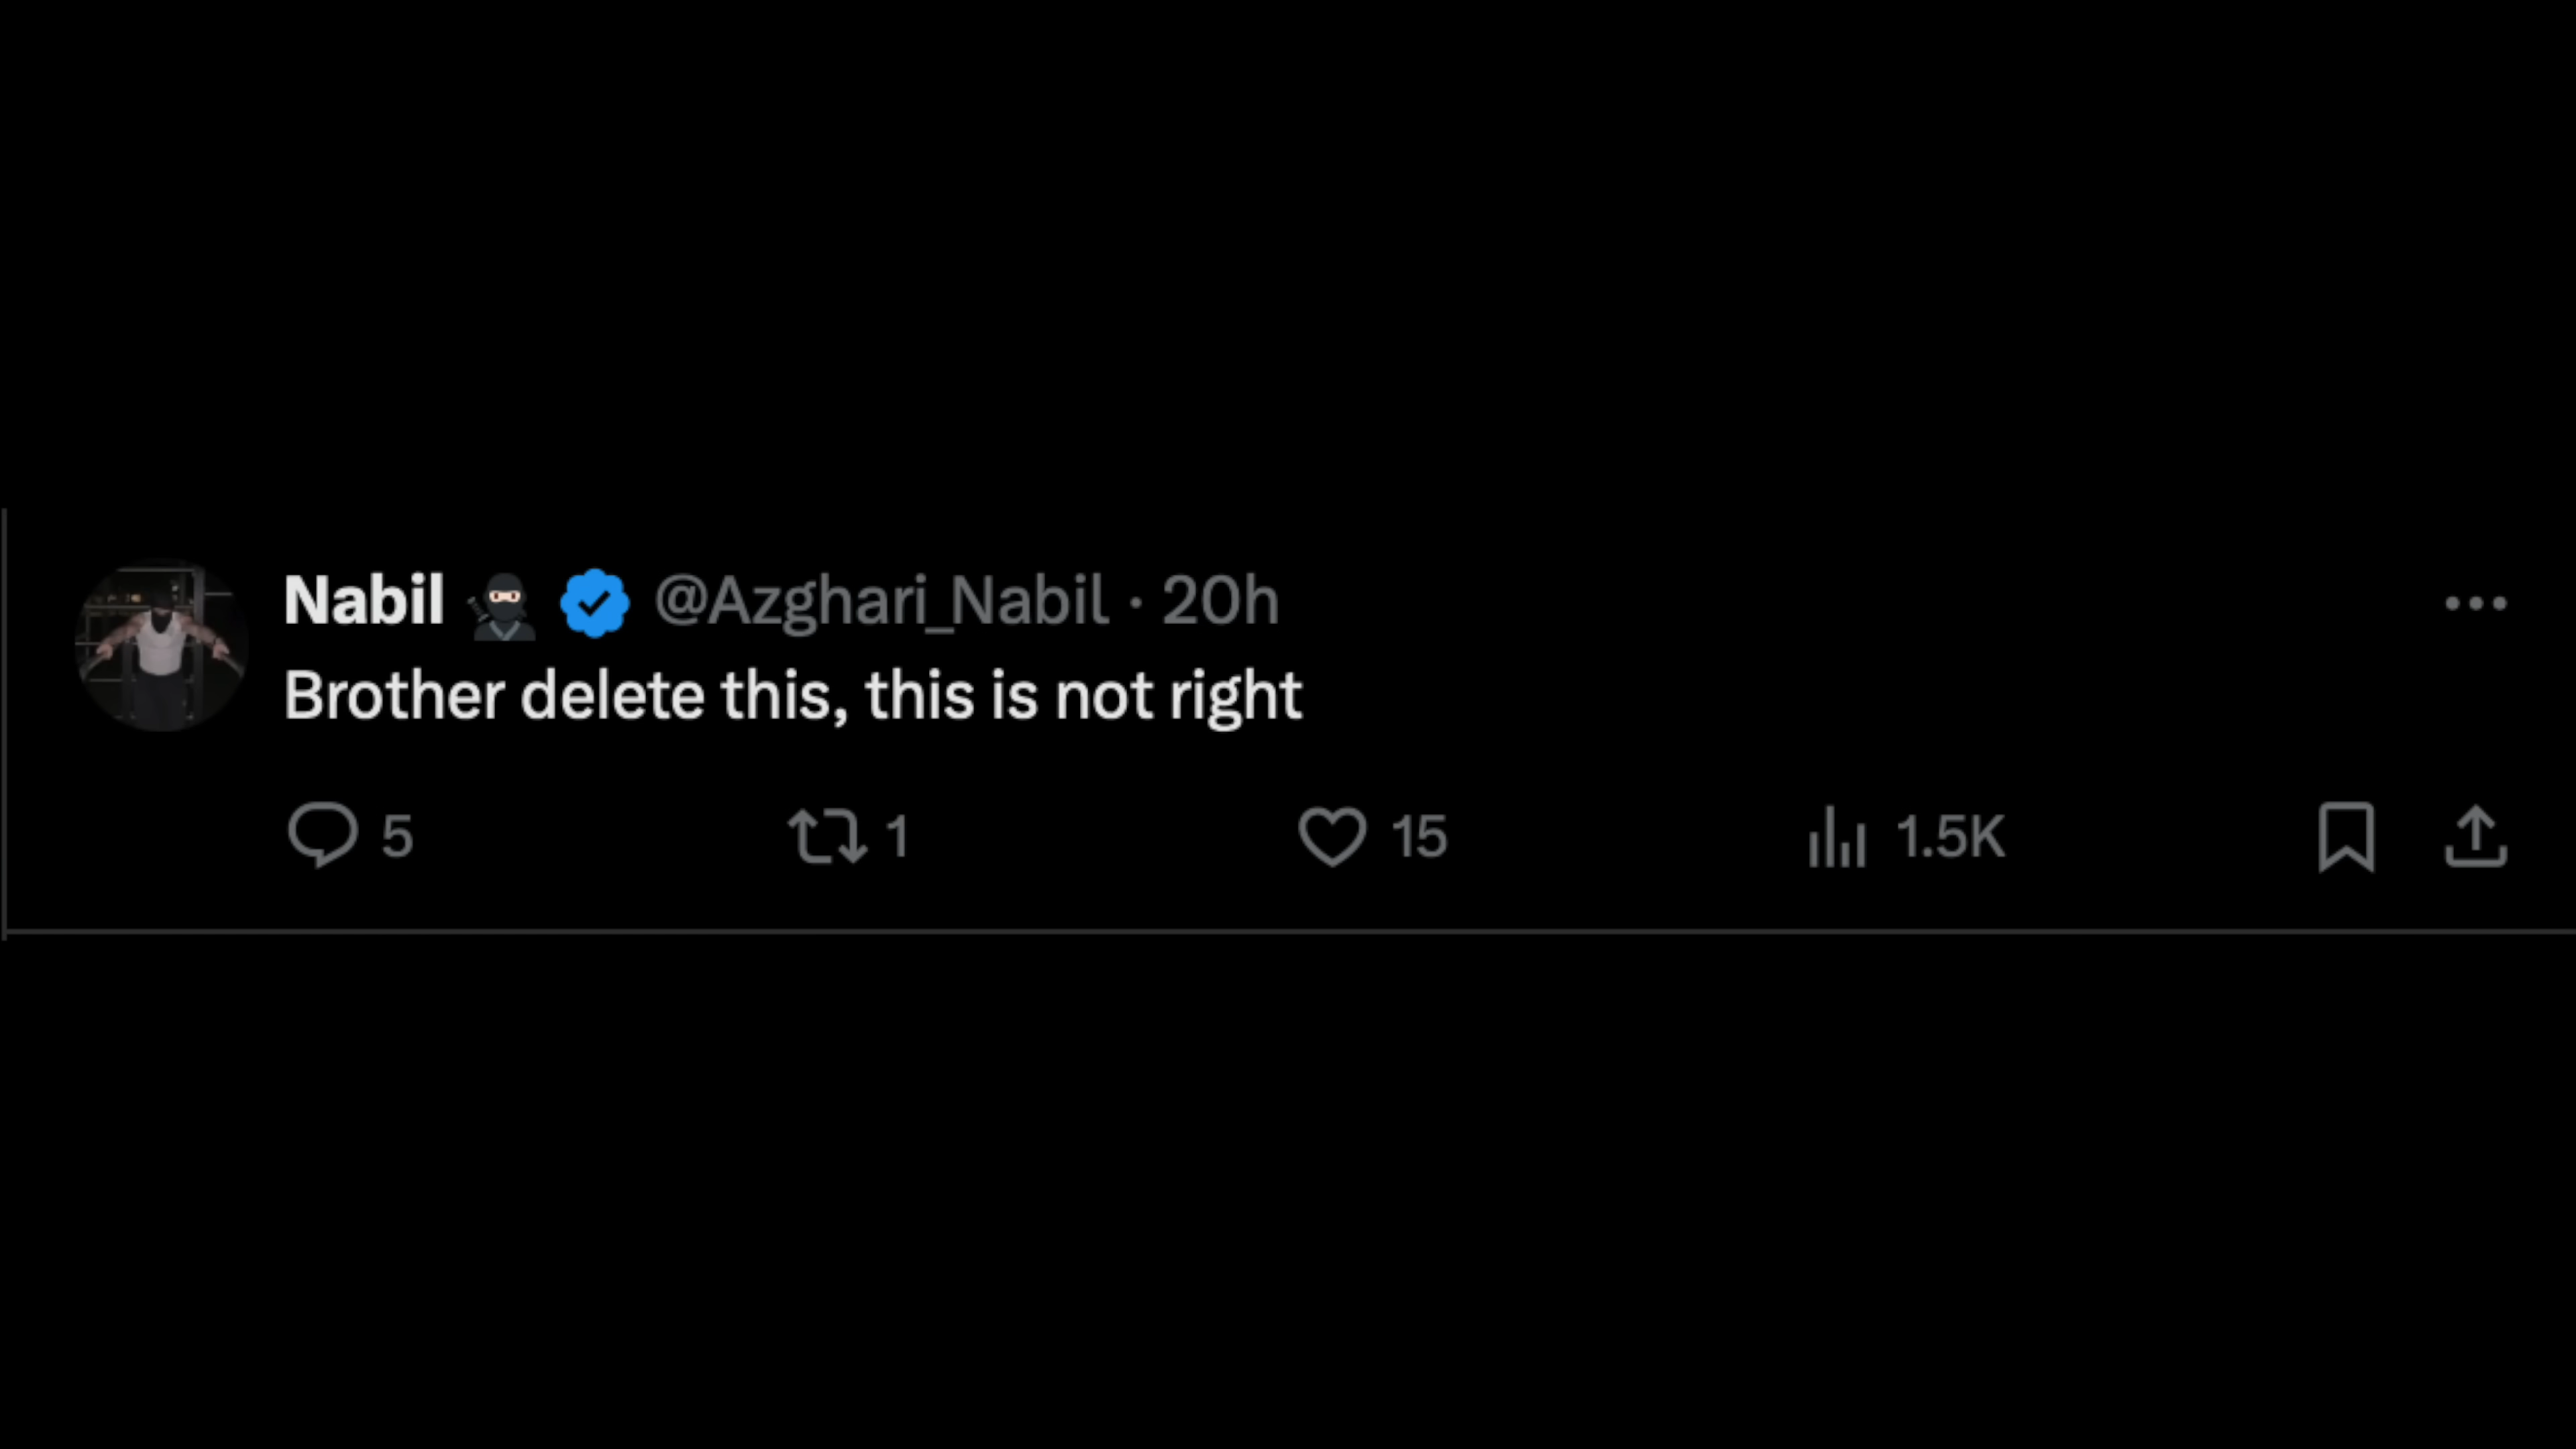 Nabil 🥷 @Azghari_Nabil · 20h
Brother delete this, this is not right
5 1 15 1.5K